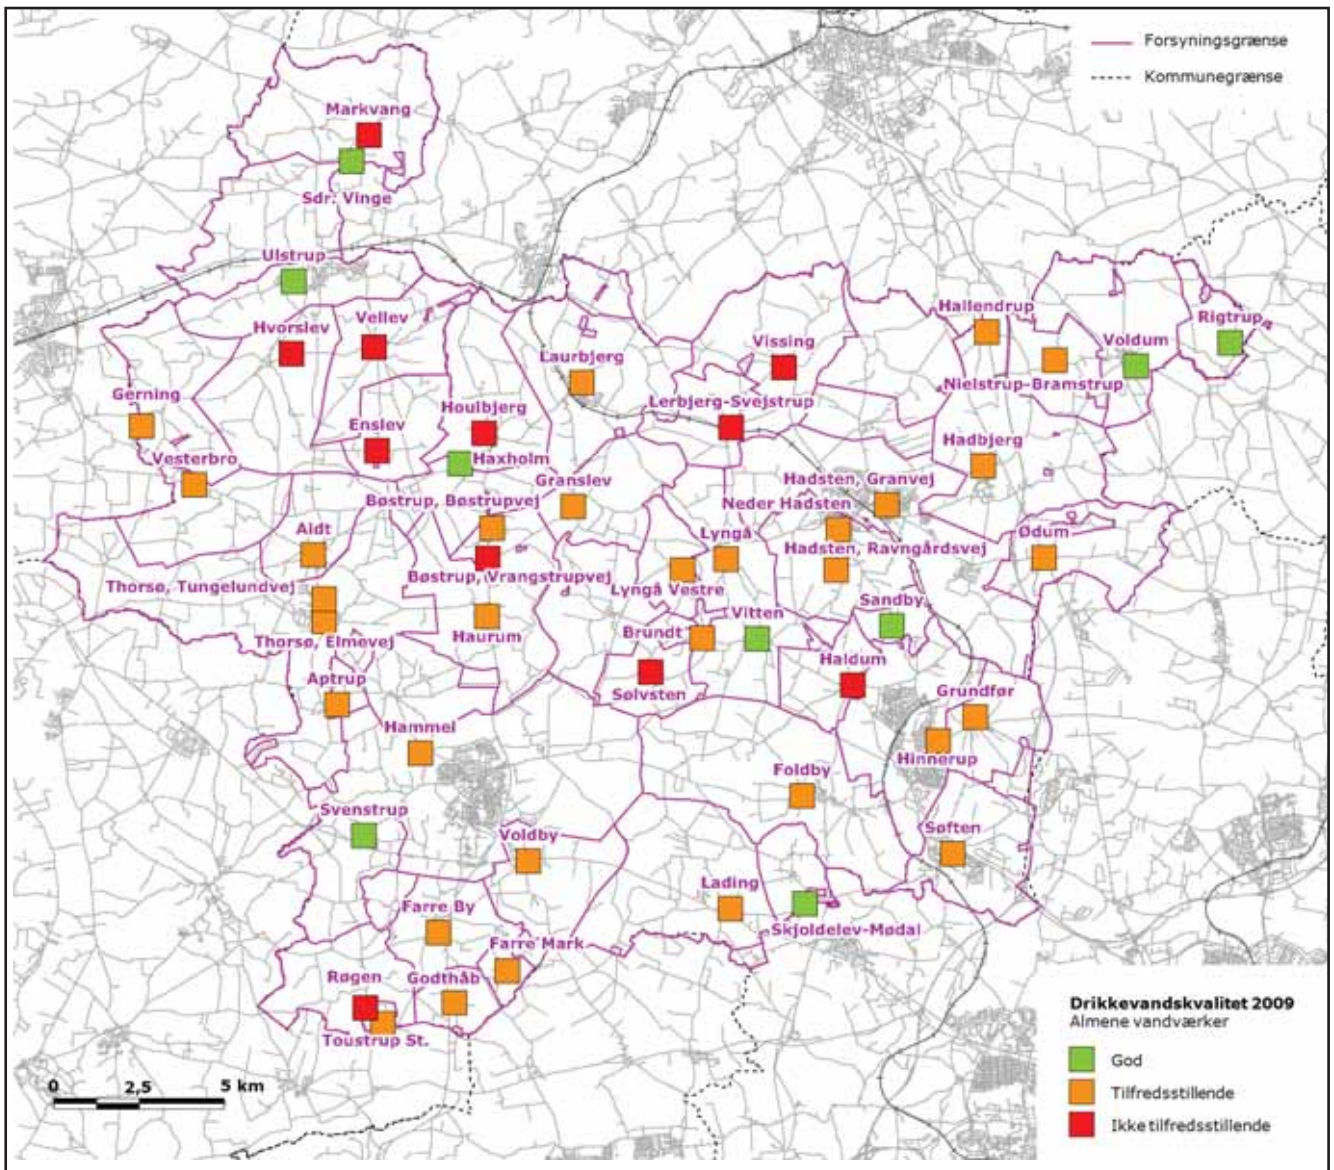 Forsyningsgrænse
Kommunegrænse
Markvang
Sdr. Vinge
Ulstrup
Hvorslev
Vellev
Hallendrup
Rigtrup
Laurbjerg
Vissing
Voldum
Gerning
Nielstrup-Bramstrup
Houlbjerg
Lerbjerg-Svejstrup
Enslev
Hadbjerg
Vesterbro
Haxholm
Granslev
Hadsten, Granvej
Bøstrup, Bøstrupvej
Neder Hadsten
Aldt
Lyngå
Hadsten, Ravngårdsvej
Ødum
Bøstrup, Vrangstrupvej
Thorsø, Tungelundvej
Lyngå Vestre
Sandby
Vitten
Brundt
Haurum
Thorsø, Elmevej
Haldum
Aptrup
Sølvsten
Grundfør
Hammel
Hinnerup
Foldby
Svenstrup
Søften
Voldby
Lading
Farre By
Skjoldelev-Mødal
Farre Mark
Røgen
Godthåb
Toustrup St.
Drikkevandskvalitet 2009
Almene vandværker
God
Tilfredsstillende
Ikke tilfredsstillende
0 2,5 5 km